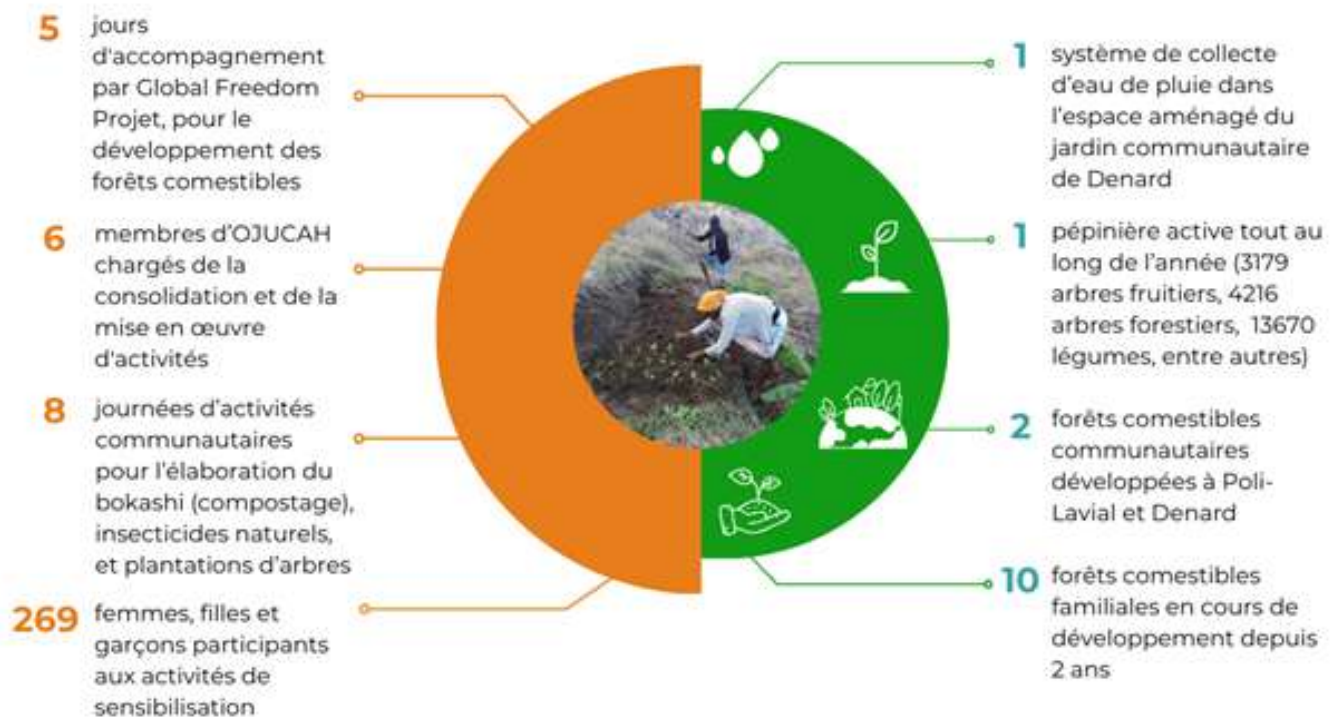 5
jours
d'accompagnement
par Global Freedom
Projet, pour le
développement des
forêts comestibles
6
membres d'OJUCAH
chargés de la
consolidation et de la
mise en œuvre
d'activités
8
journées d'activités
communautaires
pour l'élaboration du
bokashi (compostage),
insecticides naturels,
et plantations d'arbres
269
femmes, filles et
garçons participants
aux activités de
sensibilisation
1
système de collecte
d'eau de pluie dans
l'espace aménagé du
jardin communautaire
de Denard
1
pépinière active tout au
long de l'année (3179
arbres fruitiers, 4216
arbres forestiers, 13670
légumes, entre autres)
2
forêts comestibles
communautaires
développées à Poli-
Lavial et Denard
10
forêts comestibles
familiales en cours de
développement depuis
2 ans